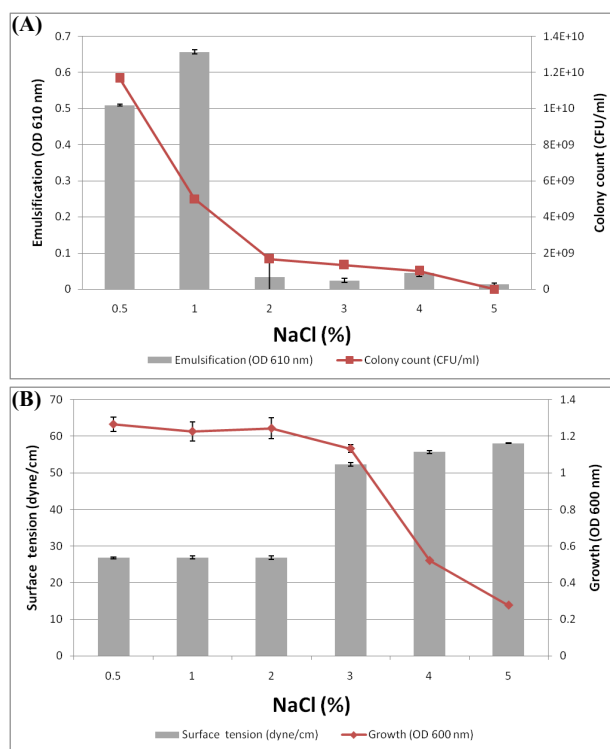 (A)
0.7
0.6
0.5
0.4
0.3
0.2
0.1
0
Emulsification (OD 610 nm)
1.4E+10
1.2E+10
1E+10
8E+09
6E+09
4E+09
2E+09
0
Colony count (CFU/ml)
0.5 1 2 3 4 5
NaCl (%)
Emulsification (OD 610 nm) Colony count (CFU/ml)
(B)
70
60
50
40
30
20
10
0
Surface tension (dyne/cm)
1.4
1.2
1
0.8
0.6
0.4
0.2
0
Growth (OD 600 nm)
0.5 1 2 3 4 5
NaCl (%)
Surface tension (dyne/cm) Growth (OD 600 nm)